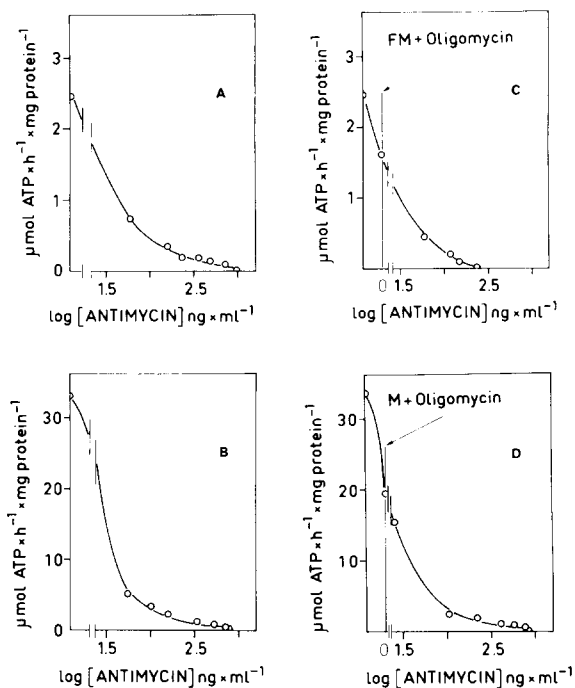 3
2
1
0
A
μmol ATP×h⁻¹×mg protein⁻¹
1.5 2.5
log [ANTIMYCIN] ng×ml⁻¹
3
2
1
0
FM + Oligomycin
C
μmol ATP×h⁻¹×mg protein⁻¹
0 1.5 2.5
log [ANTIMYCIN] ng×ml⁻¹
30
20
10
0
B
μmol ATP×h⁻¹×mg protein⁻¹
1.5 2.5
log [ANTIMYCIN] ng×ml⁻¹
30
20
10
0
M + Oligomycin
D
μmol ATP×h⁻¹×mg protein⁻¹
0 1.5 2.5
log [ANTIMYCIN] ng×ml⁻¹